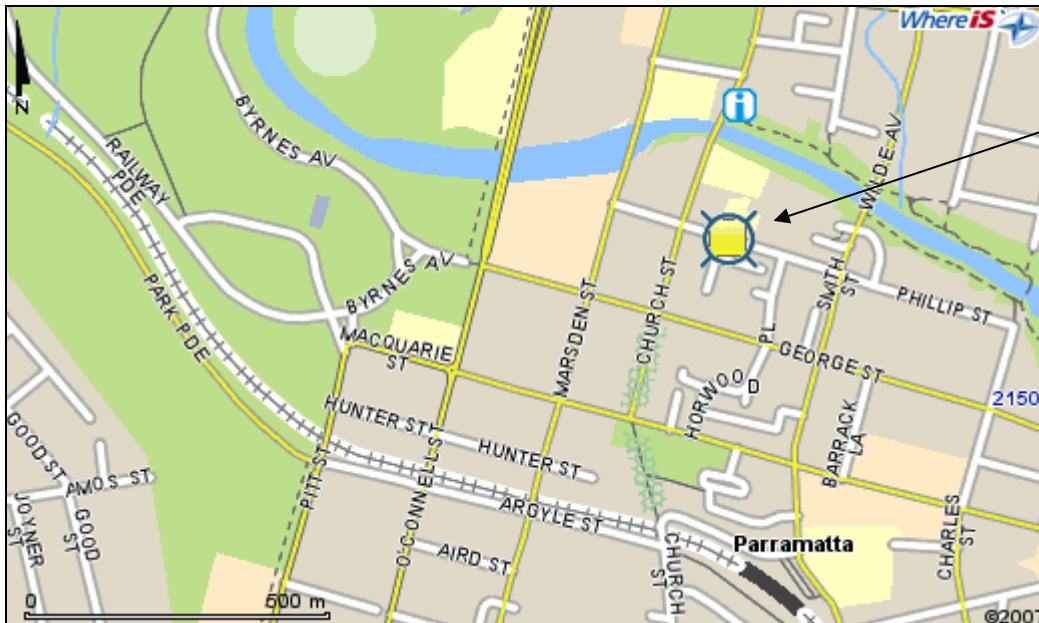 WhereiS
N
i
BYRNES AV
RAILWAY PDE
WILDE AV
BYRNES AV
BYRNES AV
PARK PDE
MACQUARIE ST
MARSDEN ST
CHURCH ST
SMITH ST
PHILLIP ST
GEORGE ST
HORWOOD PL
2150
HUNTER ST
HUNTER ST
BARRACK LA
GOOD ST
AMOS ST
GOOD ST
JOYNER ST
PITT ST
O'CONNELL ST
ARGYLE ST
AIRD ST
CHURCH ST
Parramatta
CHARLES ST
0 500 m
©2007